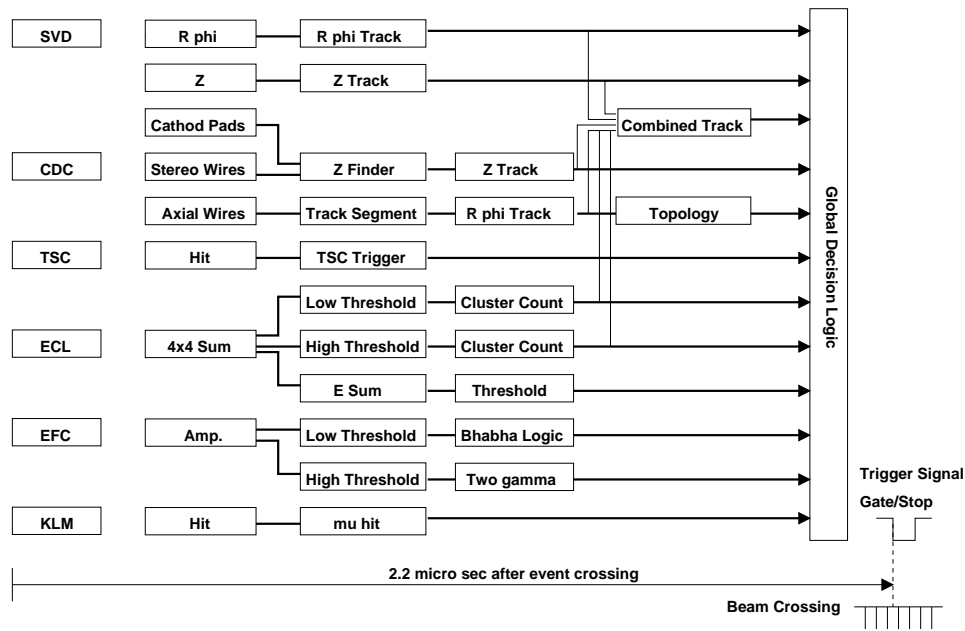 SVD
R phi
R phi Track
Z
Z Track
Cathod Pads
Combined Track
CDC
Stereo Wires
Z Finder
Z Track
Axial Wires
Track Segment
R phi Track
Topology
TSC
Hit
TSC Trigger
Low Threshold
Cluster Count
ECL
4x4 Sum
High Threshold
Cluster Count
E Sum
Threshold
EFC
Amp.
Low Threshold
Bhabha Logic
High Threshold
Two gamma
KLM
Hit
mu hit
Global Decision Logic
Trigger Signal
Gate/Stop
2.2 micro sec after event crossing
Beam Crossing